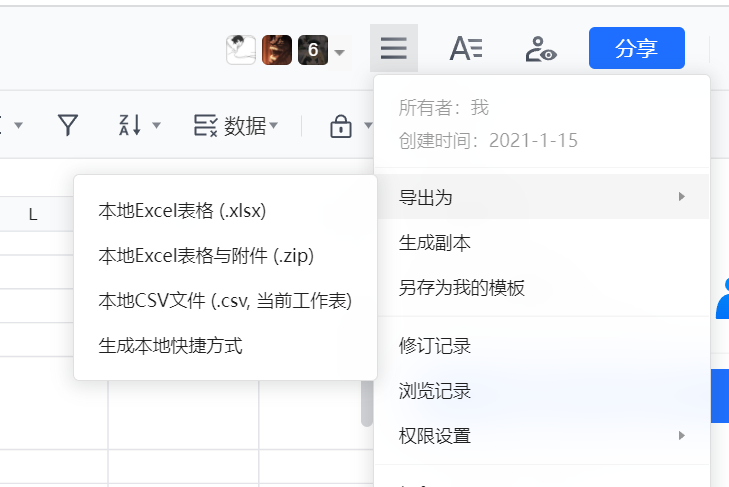 6
分享
数据
所有者：我
创建时间：2021-1-15
L
导出为
本地Excel表格 (.xlsx)
生成副本
本地Excel表格与附件 (.zip)
另存为我的模板
本地CSV文件 (.csv, 当前工作表)
生成本地快捷方式
修订记录
浏览记录
权限设置